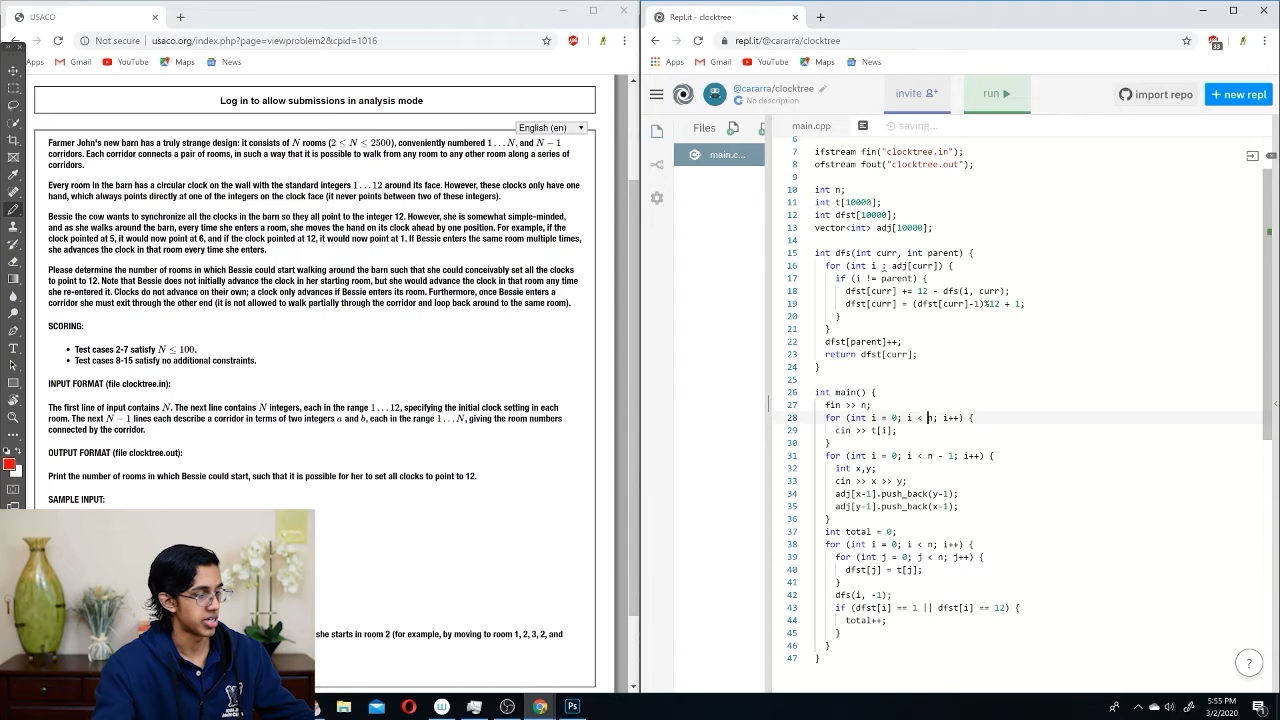 USACO
Repl.it - clocktree
Not secure
usaco.org/index.php?page=viewproblem2&cpid=1016
repl.it/@cararra/clocktree
33
Apps
Gmail
YouTube
Maps
News
Apps
Gmail
YouTube
Maps
News
Log in to allow submissions in analysis mode
@cararra/clocktree
No description
invite
run
import repo
+ new repl
English (en)
Files
main.cpp
saving...
main.c...
Farmer John's new barn has a truly strange design: it consists of N rooms (2 ≤ N ≤ 2500), conveniently numbered 1…N, and N − 1
corridors. Each corridor connects a pair of rooms, in such a way that it is possible to walk from any room to any other room along a series of
corridors.
Every room in the barn has a circular clock on the wall with the standard integers 1…12 around its face. However, these clocks only have one
hand, which always points directly at one of the integers on the clock face (it never points between two of these integers).
Bessie the cow wants to synchronize all the clocks in the barn so they all point to the integer 12. However, she is somewhat simple-minded,
and as she walks around the barn, every time she enters a room, she moves the hand on its clock ahead by one position. For example, if the
clock pointed at 5, it would now point at 6, and if the clock pointed at 12, it would now point at 1. If Bessie enters the same room multiple times,
she advances the clock in that room every time she enters.
Please determine the number of rooms in which Bessie could start walking around the barn such that she could conceivably set all the clocks
to point to 12. Note that Bessie does not initially advance the clock in her starting room, but she would advance the clock in that room any time
she re-entered it. Clocks do not advance on their own; a clock only advances if Bessie enters its room. Furthermore, once Bessie enters a
corridor she must exit through the other end (it is not allowed to walk partially through the corridor and loop back around to the same room).
SCORING:
Test cases 2-7 satisfy N ≤ 100.
Test cases 8-15 satisfy no additional constraints.
INPUT FORMAT (file clocktree.in):
The first line of input contains N. The next line contains N integers, each in the range 1…12, specifying the initial clock setting in each
room. The next N − 1 lines each describe a corridor in terms of two integers a and b, each in the range 1…N, giving the room numbers
connected by the corridor.
OUTPUT FORMAT (file clocktree.out):
Print the number of rooms in which Bessie could start, such that it is possible for her to set all clocks to point to 12.
SAMPLE INPUT:
she starts in room 2 (for example, by moving to room 1, 2, 3, 2, and
6
7 ifstream fin("clocktree.in");
8 ofstream fout("clocktree.out");
9
10 int n;
11 int t[10000];
12 int dfst[10000];
13 vector<int> adj[10000];
14
15 int dfs(int curr, int parent) {
16 for (int i : adj[curr]) {
17 if (i != parent) {
18 dfst[curr] += 12 - dfs(i, curr);
19 dfst[curr] = (dfst[curr]-1)%12 + 1;
20 }
21 }
22 dfst[parent]++;
23 return dfst[curr];
24 }
25
26 int main() {
27 fin >> n;
28 for (int i = 0; i < n; i++) {
29 cin >> t[i];
30 }
31 for (int i = 0; i < n - 1; i++) {
32 int x,y;
33 cin >> x >> y;
34 adj[x-1].push_back(y-1);
35 adj[y-1].push_back(x-1);
36 }
37 int total = 0;
38 for (int i = 0; i < n; i++) {
39 for (int j = 0; j < n; j++) {
40 dfst[j] = t[j];
41 }
42 dfs(i, -1);
43 if (dfst[i] == 1 || dfst[i] == 12) {
44 total++;
45 }
46 }
47 }
?
5:55 PM
3/2/2020